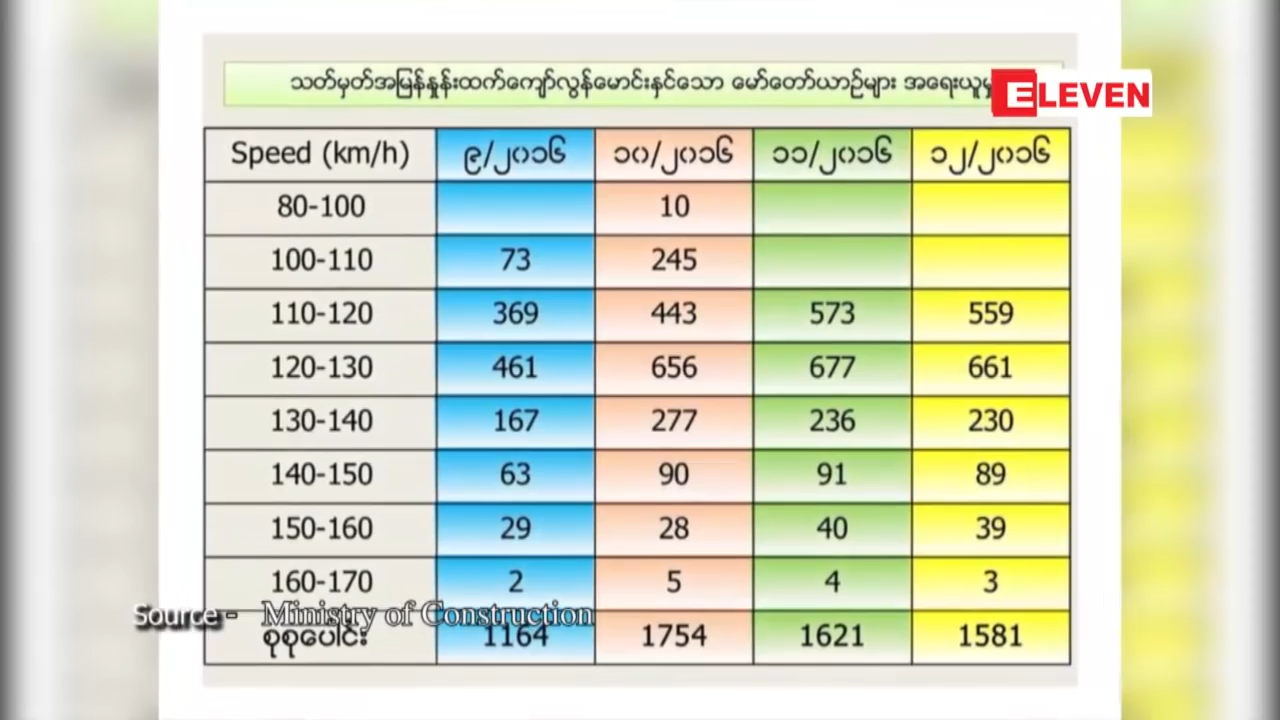 သတ်မှတ်အမြန်နှုန်းထက်ကျော်လွန်မောင်းနှင်သော မော်တော်ယာဉ်များ အရေးယူမှု
ELEVEN
Speed (km/h) ၉/၂၀၁၆ ၁၀/၂၀၁၆ ၁၁/၂၀၁၆ ၁၂/၂၀၁၆
80-100 10
100-110 73 245
110-120 369 443 573 559
120-130 461 656 677 661
130-140 167 277 236 230
140-150 63 90 91 89
150-160 29 28 40 39
160-170 2 5 4 3
Source - Ministry of Construction
စုစုပေါင်း 1164 1754 1621 1581